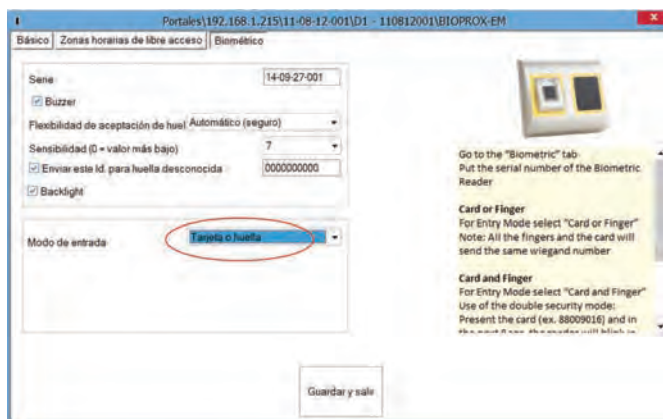 Portales\192.168.1.215\11-08-12-001\D1 - 110812001\BIOPROX-EM
Básico
Zonas horarias de libre acceso
Biométrico
Serie
14-09-27-001
Buzzer
Flexibilidad de aceptación de huel
Automático (seguro)
Sensibilidad (0 = valor más bajo)
7
Enviar este Id. para huella desconocida
0000000000
Backlight
Modo de entrada
Tarjeta o huella
Guardar y salir
Go to the "Biometric" tab
Put the serial number of the Biometric
Reader
Card or Finger
For Entry Mode select "Card or Finger"
Note: All the fingers and the card will
send the same wiegand number
Card and Finger
For Entry Mode select "Card and Finger"
Use of the double security mode:
Present the card (ex. 88009016) and in